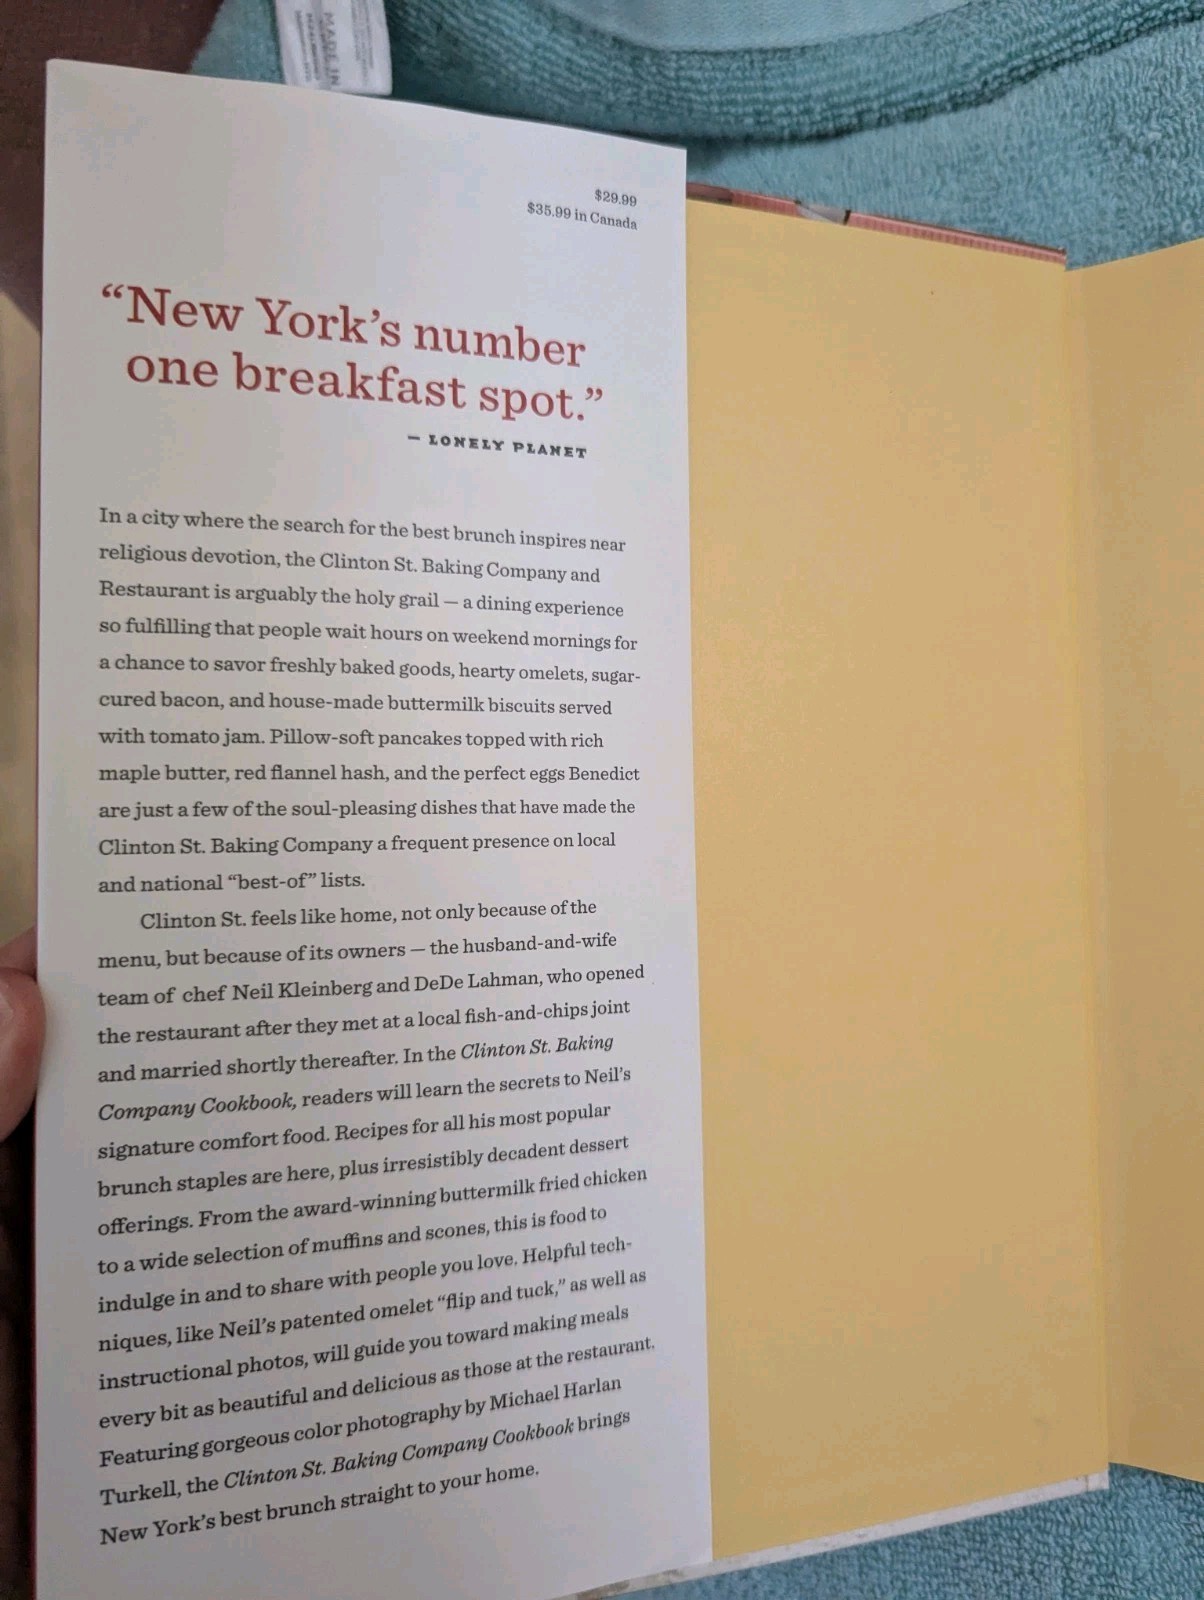 MADE IN
$29.99
$35.99 in Canada
“New York’s number
one breakfast spot.”
— LONELY PLANET
In a city where the search for the best brunch inspires near
religious devotion, the Clinton St. Baking Company and
Restaurant is arguably the holy grail — a dining experience
so fulfilling that people wait hours on weekend mornings for
a chance to savor freshly baked goods, hearty omelets, sugar-
cured bacon, and house-made buttermilk biscuits served
with tomato jam. Pillow-soft pancakes topped with rich
maple butter, red flannel hash, and the perfect eggs Benedict
are just a few of the soul-pleasing dishes that have made the
Clinton St. Baking Company a frequent presence on local
and national “best-of” lists.
Clinton St. feels like home, not only because of the
menu, but because of its owners — the husband-and-wife
team of chef Neil Kleinberg and DeDe Lahman, who opened
the restaurant after they met at a local fish-and-chips joint
and married shortly thereafter. In the Clinton St. Baking
Company Cookbook, readers will learn the secrets to Neil’s
signature comfort food. Recipes for all his most popular
brunch staples are here, plus irresistibly decadent dessert
offerings. From the award-winning buttermilk fried chicken
to a wide selection of muffins and scones, this is food to
indulge in and to share with people you love. Helpful tech-
niques, like Neil’s patented omelet “flip and tuck,” as well as
instructional photos, will guide you toward making meals
every bit as beautiful and delicious as those at the restaurant.
Featuring gorgeous color photography by Michael Harlan
Turkell, the Clinton St. Baking Company Cookbook brings
New York’s best brunch straight to your home.